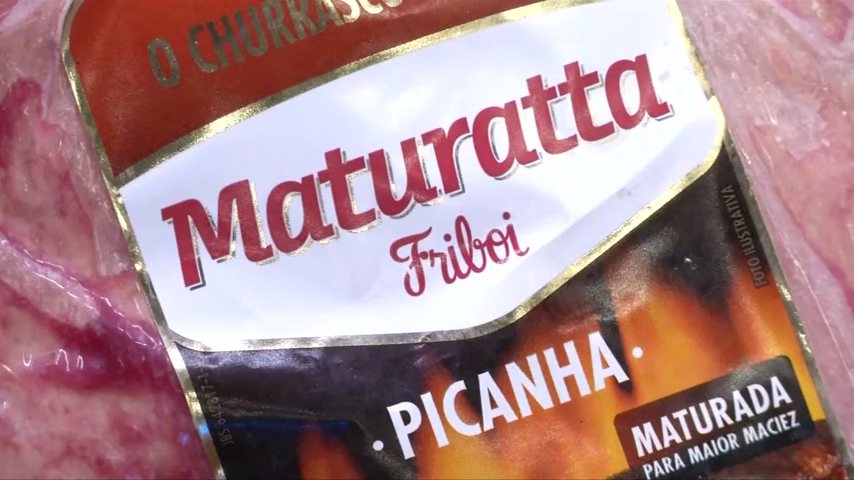 O CHURRASCO
Maturatta
Friboi
FOTO ILUSTRATIVA
· PICANHA ·
MATURADA
PARA MAIOR MACIEZ